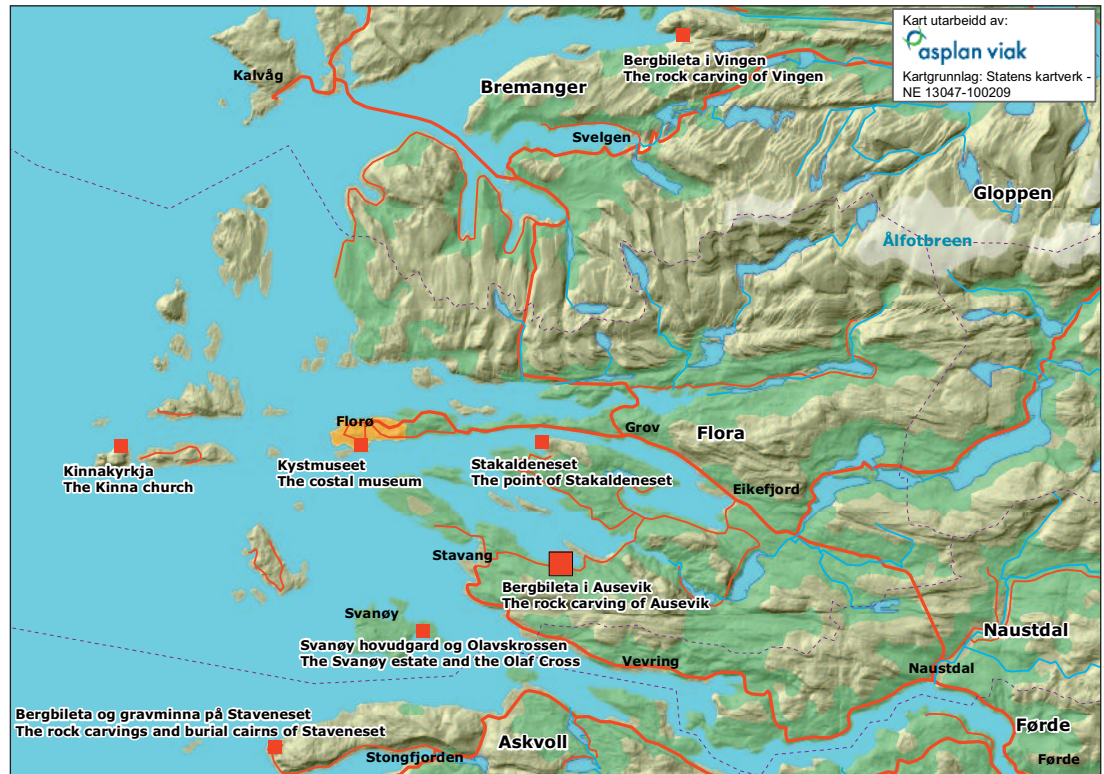 Kart utarbeidd av:
asplan viak
Kartgrunnlag: Statens kartverk -
NE 13047-100209
Bergbileta i Vingen
The rock carving of Vingen
Kalvåg
Bremanger
Svelgen
Gloppen
Ålfotbreen
Florø
Grov
Flora
Kinnakyrkja
The Kinna church
Kystmuseet
The costal museum
Stakaldeneset
The point of Stakaldeneset
Eikefjord
Stavang
Bergbileta i Ausevik
The rock carving of Ausevik
Svanøy
Svanøy hovudgard og Olavskrossen
The Svanøy estate and the Olaf Cross
Naustdal
Vevring
Naustdal
Bergbileta og gravminna på Staveneset
The rock carvings and burial cairns of Staveneset
Førde
Askvoll
Stongfjorden
Førde